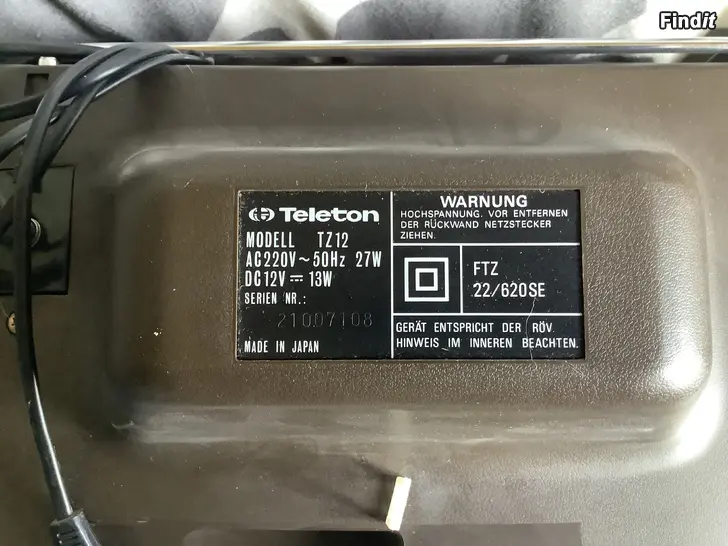 Findit
Teleton
MODELL TZ12
AC220V~50Hz 27W
DC12V⎓13W
SERIEN NR.:
21007108
MADE IN JAPAN
WARNUNG
HOCHSPANNUNG. VOR ENTFERNEN
DER RÜCKWAND NETZSTECKER
ZIEHEN.
FTZ
22/620SE
GERÄT ENTSPRICHT DER RÖV.
HINWEIS IM INNEREN BEACHTEN.